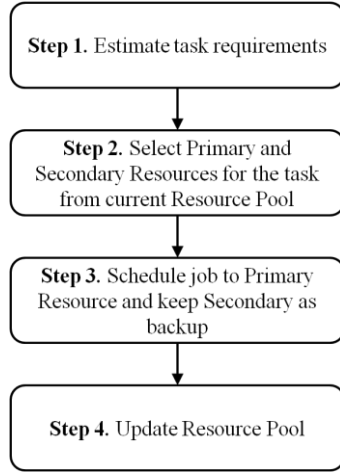 Step 1. Estimate task requirements
Step 2. Select Primary and
Secondary Resources for the task
from current Resource Pool
Step 3. Schedule job to Primary
Resource and keep Secondary as
backup
Step 4. Update Resource Pool